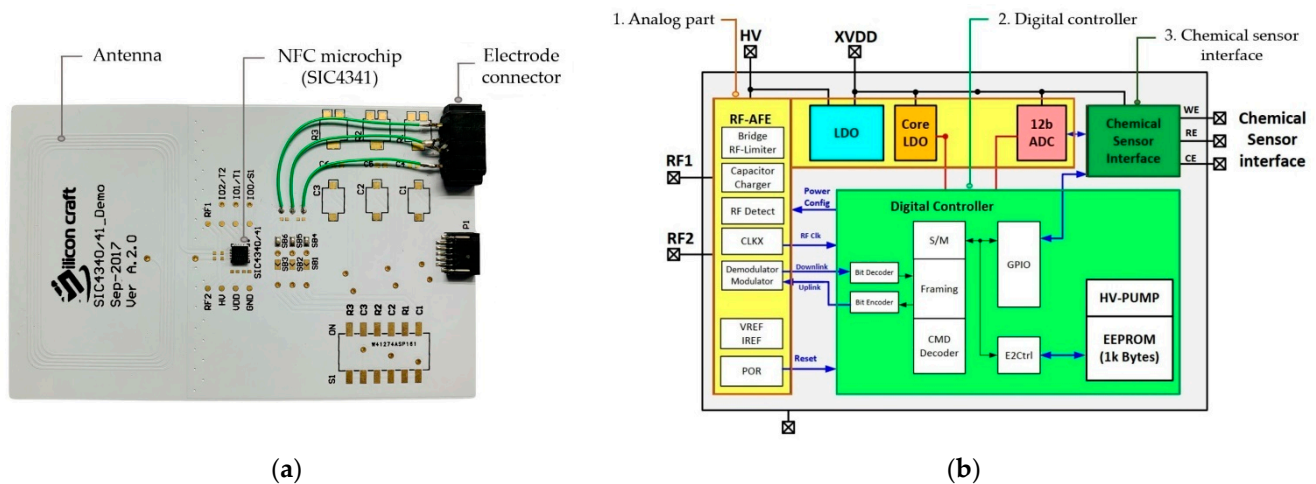 Antenna
NFC microchip
(SIC4341)
Electrode
connector
Silicon craft
SIC4340/41_Demo
Sep-2017
Ver A.2.0
RF1
IO2/T2
IO1/T1
IO0/S1
RF2
HV
VDD
GND
SIC4340/41
SB6
SB5
SB4
SB3
SB2
SB1
R3
C3
C2
C1
P1
ON
R3
C3
R2
C2
R1
C1
S1
(a)
1. Analog part
2. Digital controller
3. Chemical sensor
interface
HV
XVDD
RF-AFE
Bridge
RF-Limiter
Capacitor
Charger
RF Detect
CLKX
Demodulator
Modulator
VREF
IREF
POR
RF1
RF2
LDO
Core
LDO
12b
ADC
Chemical
Sensor
Interface
WE
RE
CE
Chemical
Sensor
interface
Power
Config
RF Clk
Downlink
Uplink
Reset
Digital Controller
Bit Decoder
Bit Encoder
S/M
Framing
CMD
Decoder
GPIO
E2Ctrl
HV-PUMP
EEPROM
(1k Bytes)
(b)